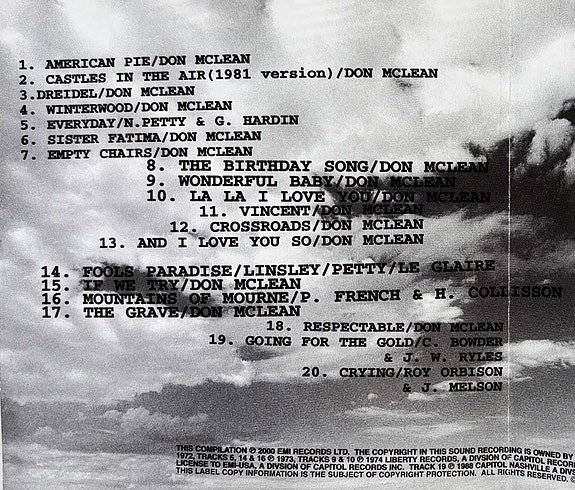 1. AMERICAN PIE/DON MCLEAN
2. CASTLES IN THE AIR(1981 version)/DON MCLEAN
3.DREIDEL/DON MCLEAN
4. WINTERWOOD/DON MCLEAN
5. EVERYDAY/N.PETTY & G. HARDIN
6. SISTER FATIMA/DON MCLEAN
7. EMPTY CHAIRS/DON MCLEAN
8. THE BIRTHDAY SONG/DON MCLEAN
9. WONDERFUL BABY/DON MCLEAN
10. LA LA I LOVE YOU/DON MCLEAN
11. VINCENT/DON MCLEAN
12. CROSSROADS/DON MCLEAN
13. AND I LOVE YOU SO/DON MCLEAN
14. FOOLS PARADISE/LINSLEY/PETTY/LE GLAIRE
15. IF WE TRY/DON MCLEAN
16. MOUNTAINS OF MOURNE/P. FRENCH & H. COLLISSON
17. THE GRAVE/DON MCLEAN
18. RESPECTABLE/DON MCLEAN
19. GOING FOR THE GOLD/C. BOWDER
& J. W. RYLES
20. CRYING/ROY ORBISON
& J. MELSON
THIS COMPILATION ℗ 2000 EMI RECORDS LTD. THE COPYRIGHT IN THIS SOUND RECORDING IS OWNED BY
1972, TRACKS 5, 14 & 16 ℗ 1973, TRACKS 9 & 10 ℗ 1974 LIBERTY RECORDS, A DIVISION OF CAPITOL RECOR
LICENSE TO EMI-USA, A DIVISION OF CAPITOL RECORDS INC. TRACK 19 ℗ 1988 CAPITOL NASHVILLE A DIVIS
THIS LABEL COPY INFORMATION IS THE SUBJECT OF COPYRIGHT PROTECTION. ALL RIGHTS RESERVED. ©